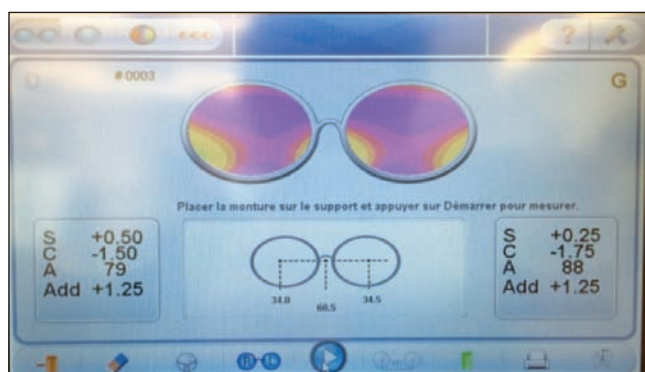 ?
#0003
G
Placer la monture sur le support et appuyer sur Démarrer pour mesurer.
S +0.50
C -1.50
A 79
Add +1.25
34.0
68.5
34.5
S +0.25
C -1.75
A 88
Add +1.25